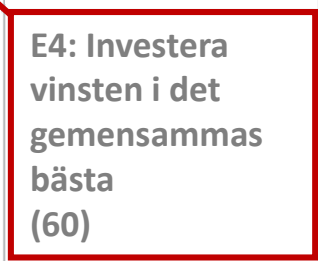 E4: Investera
vinsten i det
gemensammas
bästa
(60)